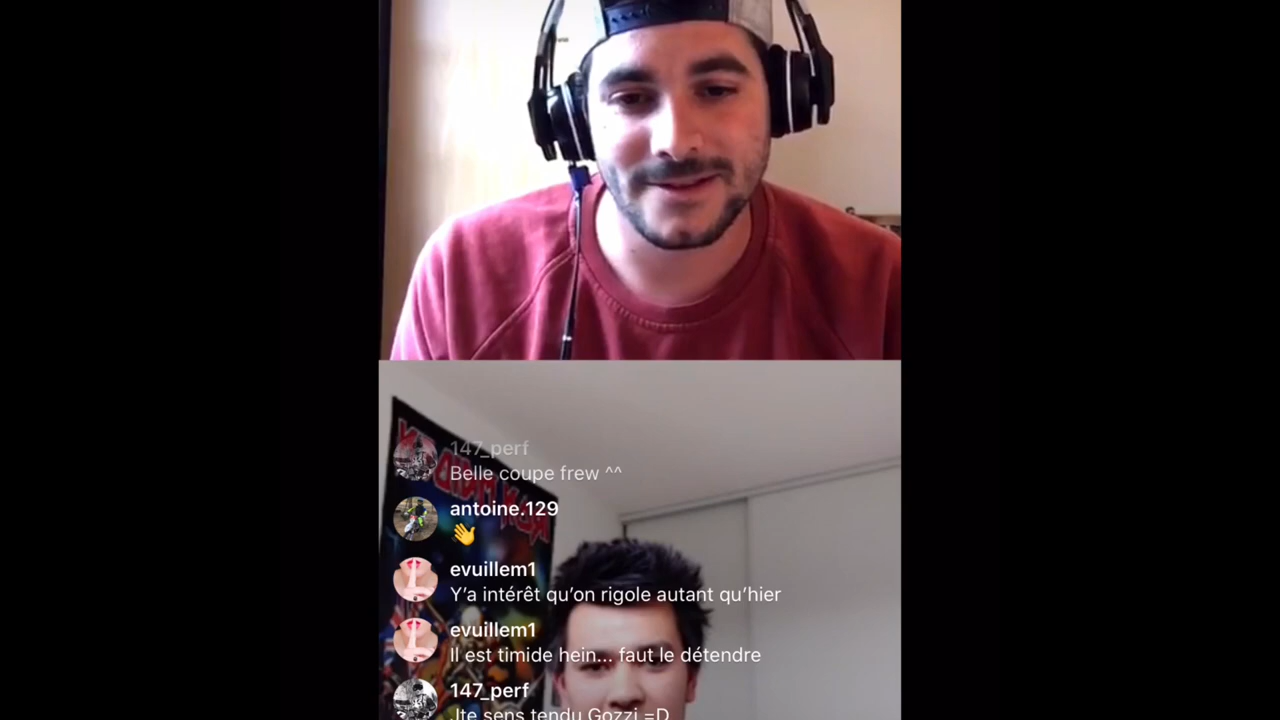 147_perf
Belle coupe frew ^^
antoine.129
👋
evuillem1
Y'a intérêt qu'on rigole autant qu'hier
evuillem1
Il est timide hein... faut le détendre
147_perf
Jte sens tendu Gozzi =D